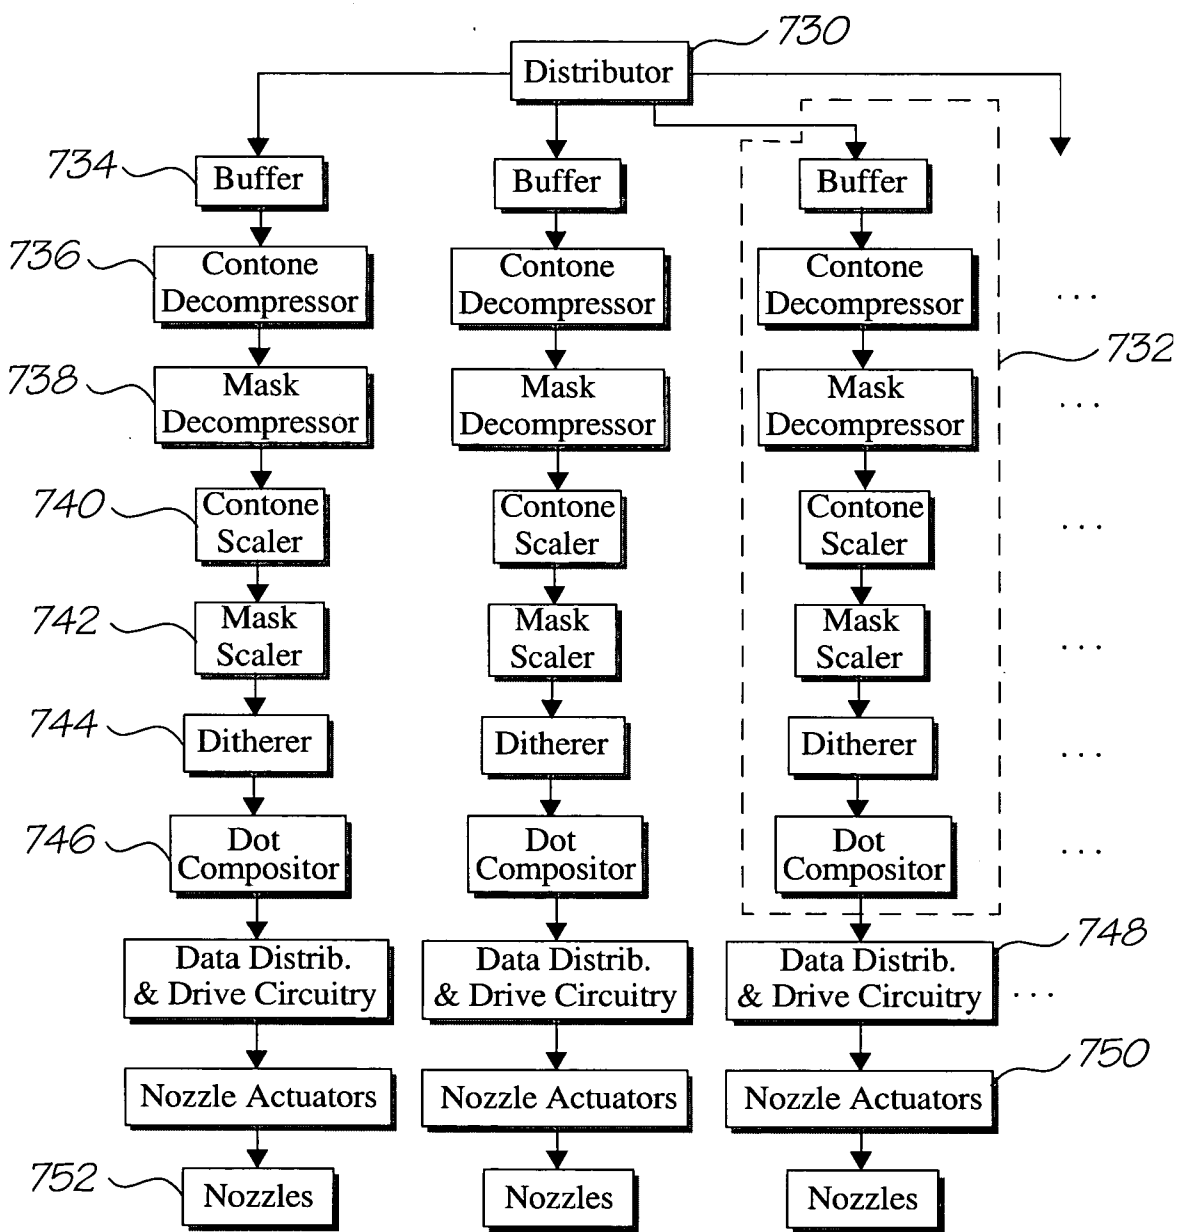 730
Distributor
734
Buffer
Buffer
Buffer
736
Contone
Decompressor
Contone
Decompressor
Contone
Decompressor
...
732
738
Mask
Decompressor
Mask
Decompressor
Mask
Decompressor
...
740
Contone
Scaler
Contone
Scaler
Contone
Scaler
...
742
Mask
Scaler
Mask
Scaler
Mask
Scaler
...
744
Ditherer
Ditherer
Ditherer
...
746
Dot
Compositor
Dot
Compositor
Dot
Compositor
...
748
Data Distrib.
& Drive Circuitry
Data Distrib.
& Drive Circuitry
Data Distrib.
& Drive Circuitry
...
750
Nozzle Actuators
Nozzle Actuators
Nozzle Actuators
752
Nozzles
Nozzles
Nozzles